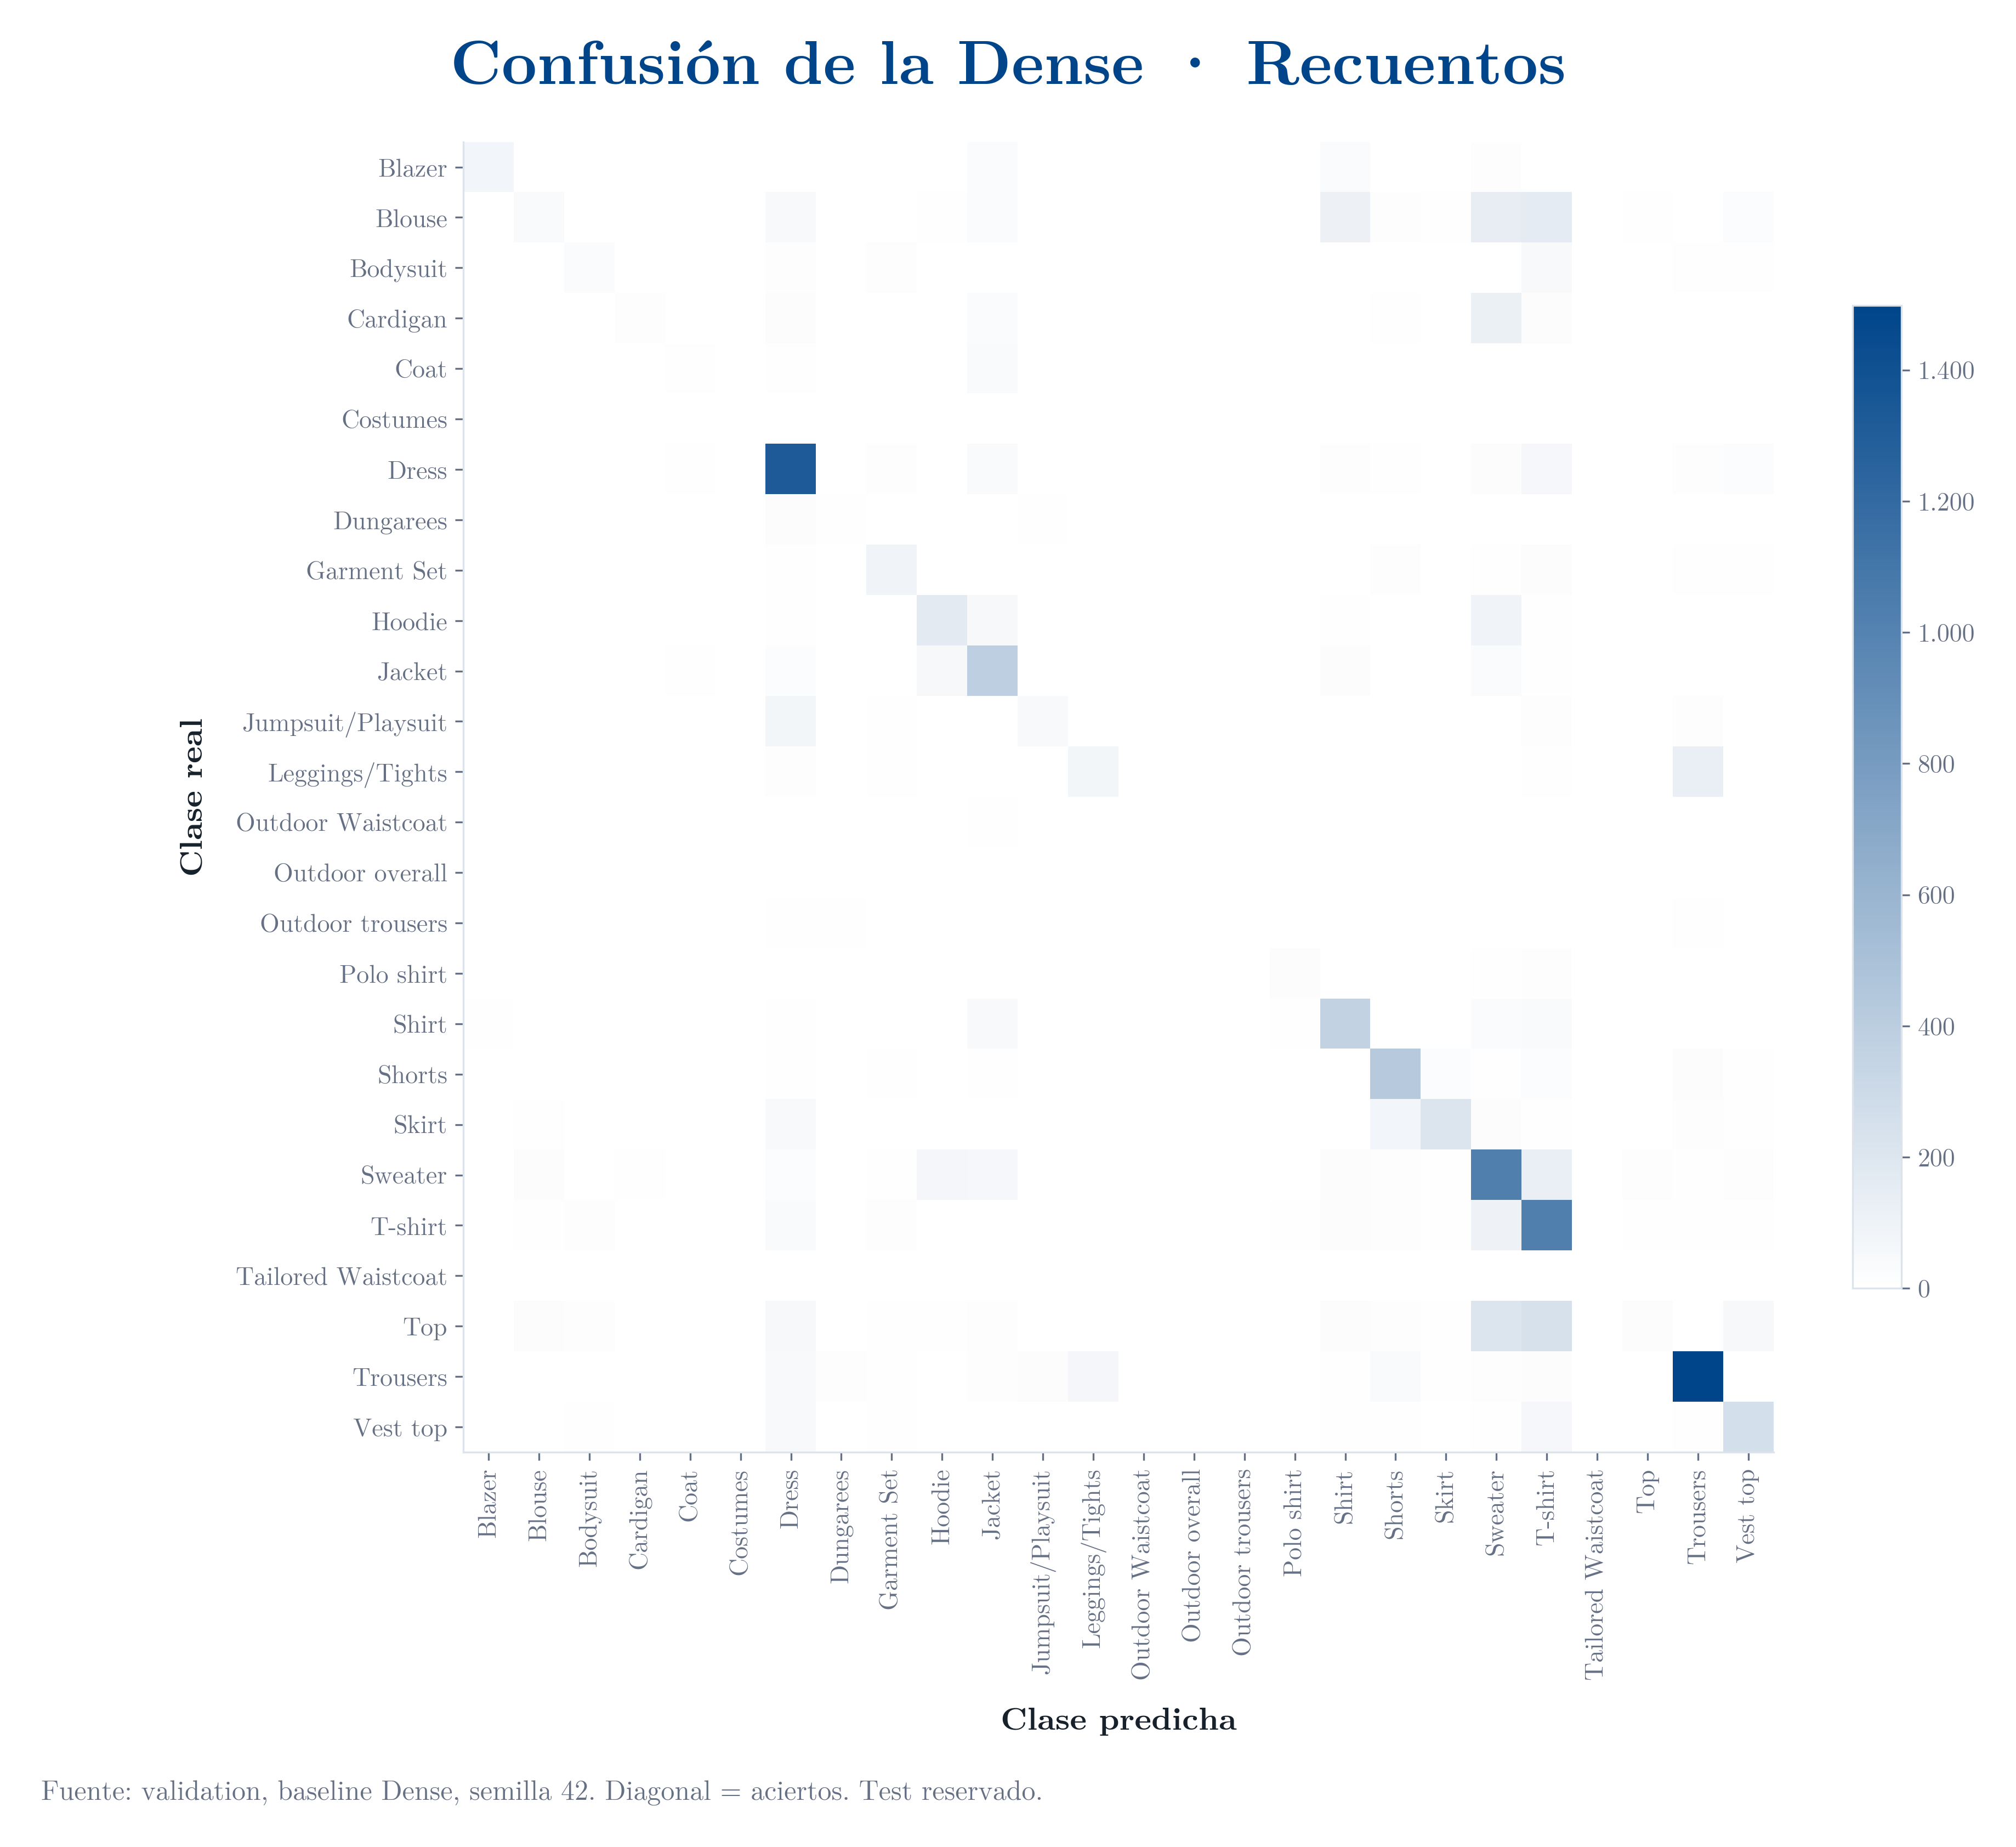 Confusión de la Dense · Recuentos
Clase real
Blazer
Blouse
Bodysuit
Cardigan
Coat
Costumes
Dress
Dungarees
Garment Set
Hoodie
Jacket
Jumpsuit/Playsuit
Leggings/Tights
Outdoor Waistcoat
Outdoor overall
Outdoor trousers
Polo shirt
Shirt
Shorts
Skirt
Sweater
T-shirt
Tailored Waistcoat
Top
Trousers
Vest top
1.400
1.200
1.000
800
600
400
200
0
Blazer
Blouse
Bodysuit
Cardigan
Coat
Costumes
Dress
Dungarees
Garment Set
Hoodie
Jacket
Jumpsuit/Playsuit
Leggings/Tights
Outdoor Waistcoat
Outdoor overall
Outdoor trousers
Polo shirt
Shirt
Shorts
Skirt
Sweater
T-shirt
Tailored Waistcoat
Top
Trousers
Vest top
Clase predicha
Fuente: validation, baseline Dense, semilla 42. Diagonal = aciertos. Test reservado.